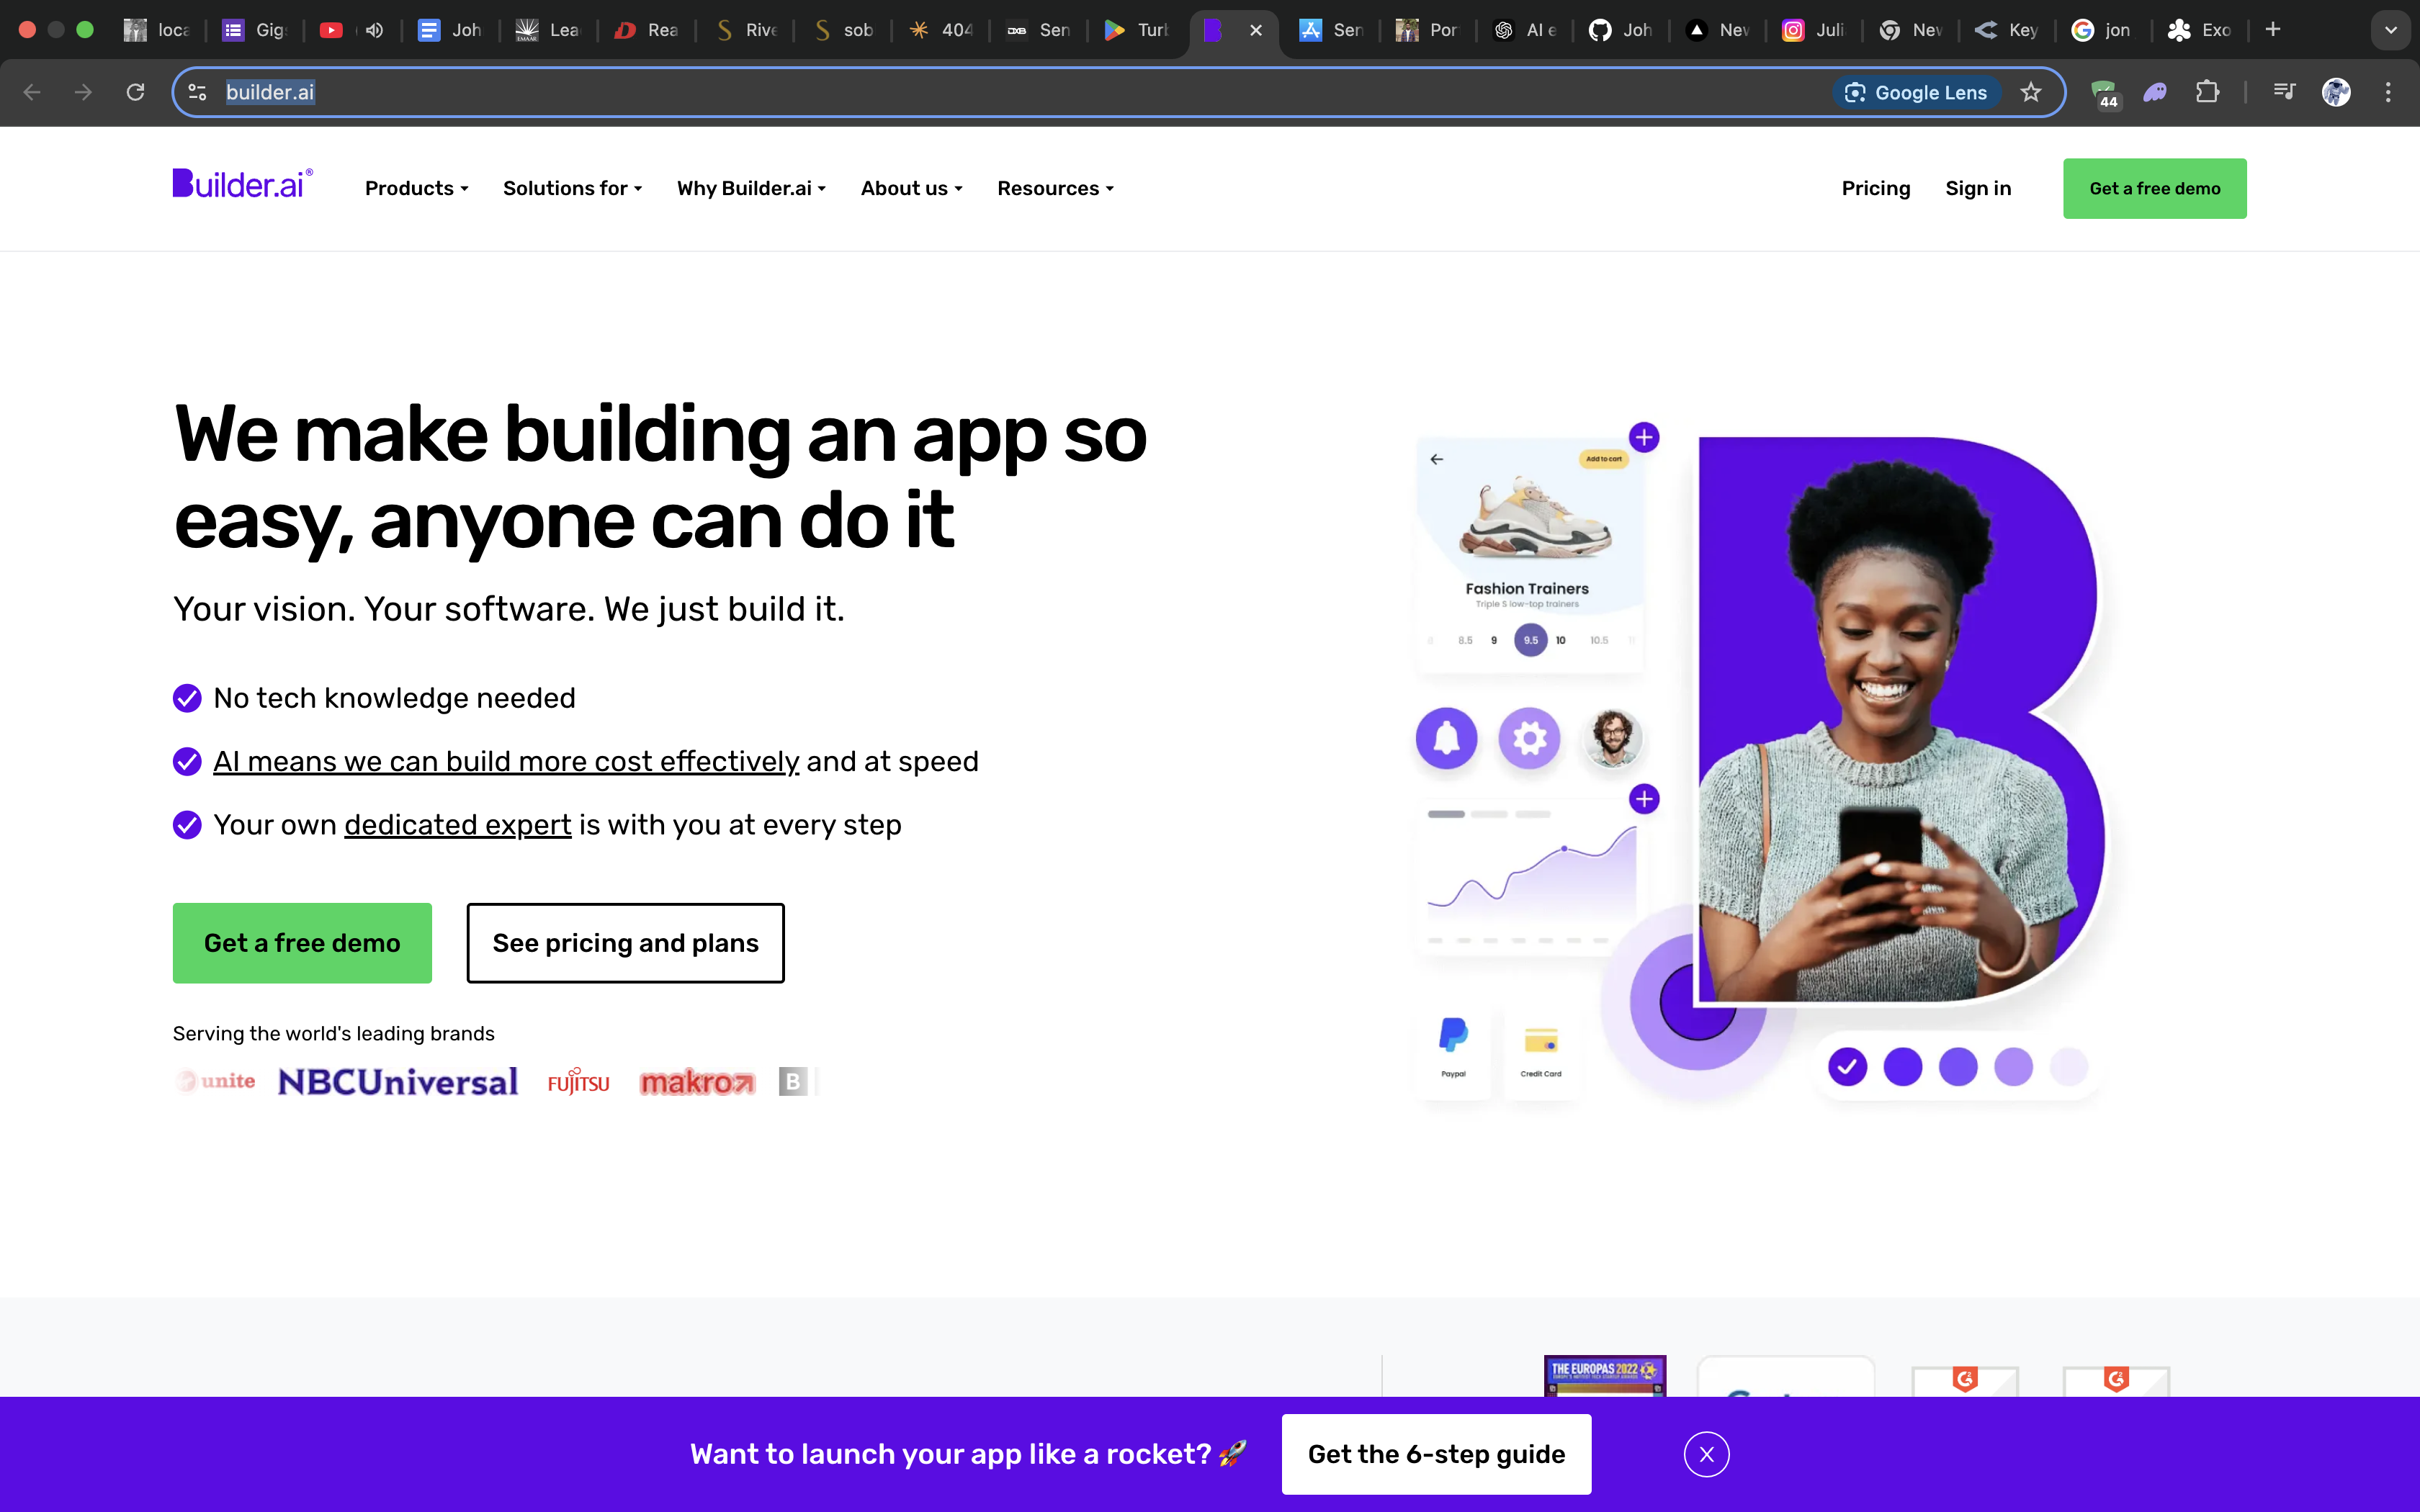 loca
Gig
Joh
Lea
Rea
Rive
sob
404
DXB
Sen
Turl
Sen
Por
AI e
Joh
Nev
Juli
Nev
Key
jon
Exo
builder.ai
Google Lens
44
Builder.ai®
Products
Solutions for
Why Builder.ai
About us
Resources
Pricing
Sign in
Get a free demo
We make building an app so
easy, anyone can do it
Your vision. Your software. We just build it.
No tech knowledge needed
AI means we can build more cost effectively and at speed
Your own dedicated expert is with you at every step
Get a free demo
See pricing and plans
Serving the world's leading brands
unite
NBCUniversal
FUJITSU
makro
B
Add to cart
Fashion Trainers
Triple S low-top trainers
8 8.5 9 9.5 10 10.5 11
Paypal
Credit Card
THE EUROPAS 2022
Want to launch your app like a rocket? 🚀
Get the 6-step guide